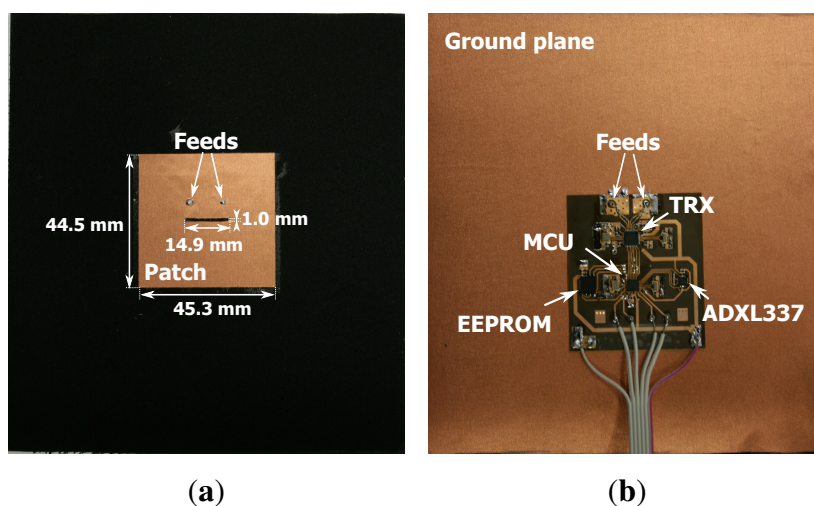 Feeds
44.5 mm
1.0 mm
14.9 mm
Patch
45.3 mm
(a)
Ground plane
Feeds
TRX
MCU
EEPROM
ADXL337
(b)